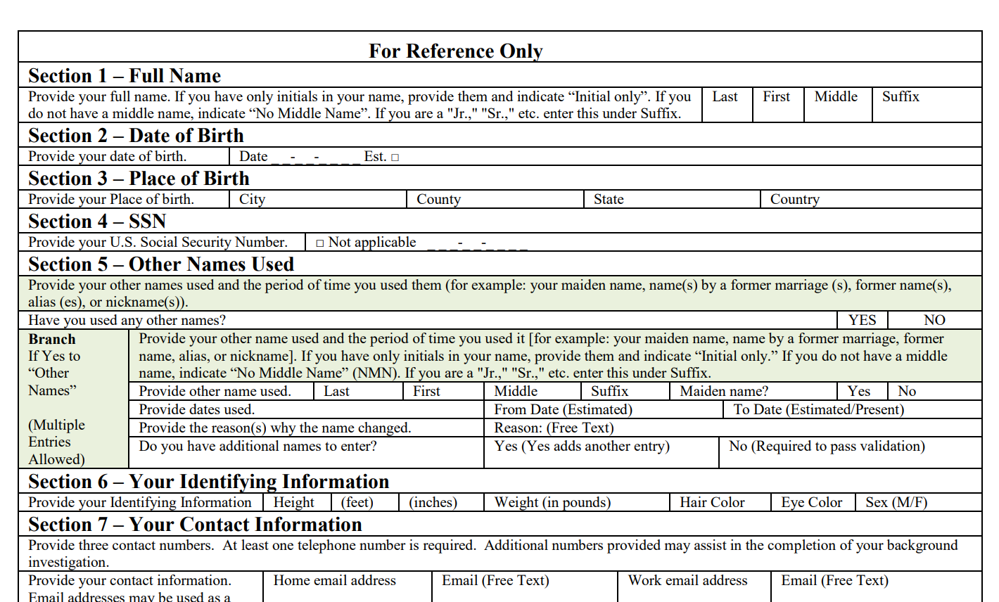 For Reference Only
Section 1 – Full Name
Provide your full name. If you have only initials in your name, provide them and indicate “Initial only”. If you do not have a middle name, indicate “No Middle Name”. If you are a "Jr.," "Sr.," etc. enter this under Suffix. Last First Middle Suffix
Section 2 – Date of Birth
Provide your date of birth. Date _ _-_ _-_ _ _ _ Est. □
Section 3 – Place of Birth
Provide your Place of birth. City County State Country
Section 4 – SSN
Provide your U.S. Social Security Number. □ Not applicable _ _ _-_ _-_ _ _ _
Section 5 – Other Names Used
Provide your other names used and the period of time you used them (for example: your maiden name, name(s) by a former marriage (s), former name(s),
alias (es), or nickname(s)).
Have you used any other names? YES NO
Branch
If Yes to
“Other
Names”
(Multiple
Entries
Allowed)
Provide your other name used and the period of time you used it [for example: your maiden name, name by a former marriage, former
name, alias, or nickname]. If you have only initials in your name, provide them and indicate “Initial only.” If you do not have a middle
name, indicate “No Middle Name” (NMN). If you are a "Jr.," "Sr.," etc. enter this under Suffix.
Provide other name used. Last First Middle Suffix Maiden name? Yes No
Provide dates used. From Date (Estimated) To Date (Estimated/Present)
Provide the reason(s) why the name changed. Reason: (Free Text)
Do you have additional names to enter? Yes (Yes adds another entry) No (Required to pass validation)
Section 6 – Your Identifying Information
Provide your Identifying Information Height (feet) (inches) Weight (in pounds) Hair Color Eye Color Sex (M/F)
Section 7 – Your Contact Information
Provide three contact numbers.  At least one telephone number is required.  Additional numbers provided may assist in the completion of your background
investigation.
Provide your contact information. Home email address Email (Free Text) Work email address Email (Free Text)
Email addresses may be used as a